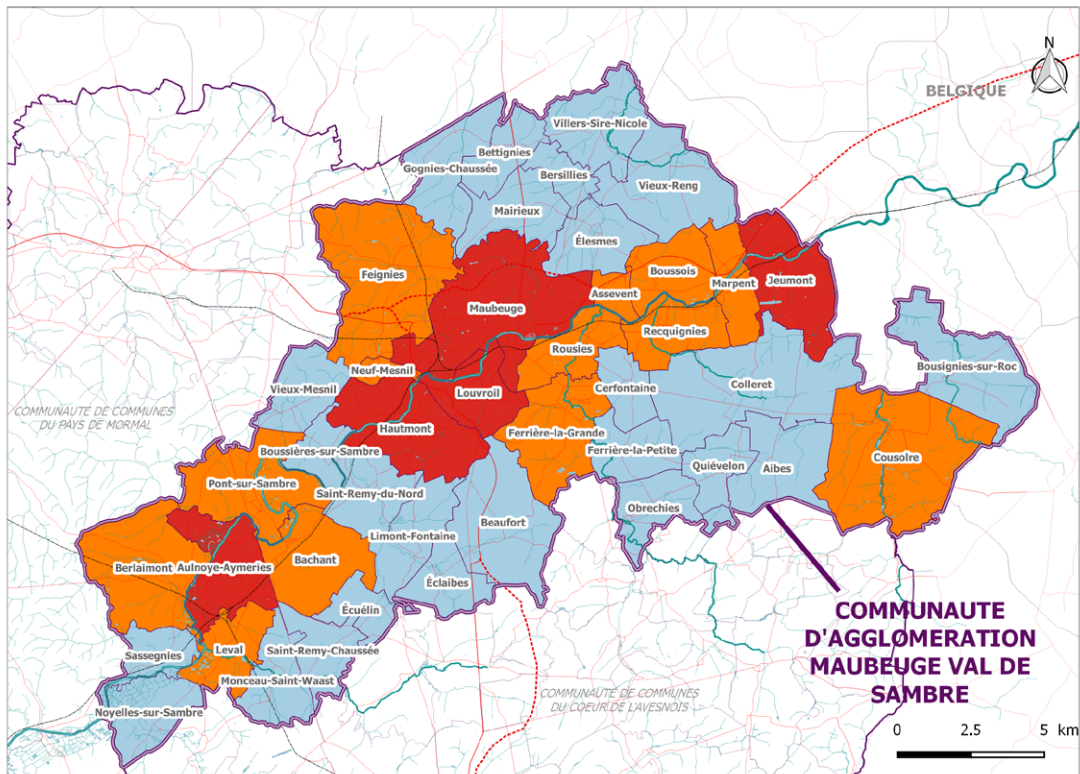 N
BELGIQUE
Villers-Sire-Nicole
Bettignies
Gognies-Chaussée
Bersillies
Vieux-Reng
Mairieux
Élesmes
Feignies
Boussois
Marpent
Jeumont
Assevent
Maubeuge
Recquignies
Rousies
Neuf-Mesnil
Bousignies-sur-Roc
Vieux-Mesnil
Cerfontaine
Colleret
Louvroil
COMMUNAUTE DE COMMUNES
DU PAYS DE MORMAL
Hautmont
Ferrière-la-Grande
Boussières-sur-Sambre
Ferrière-la-Petite
Cousolre
Quiévelon
Aibes
Pont-sur-Sambre
Saint-Remy-du-Nord
Obrechies
Beaufort
Limont-Fontaine
Bachant
Berlaimont
Aulnoye-Aymeries
Éclaibes
Écuélin
COMMUNAUTE
D'AGGLOMERATION
MAUBEUGE VAL DE
SAMBRE
Sassegnies
Leval
Saint-Remy-Chaussée
Monceau-Saint-Waast
COMMUNAUTE DE COMMUNES
DU COEUR DE LAVESNOIS
Noyelles-sur-Sambre
0 2.5 5 km